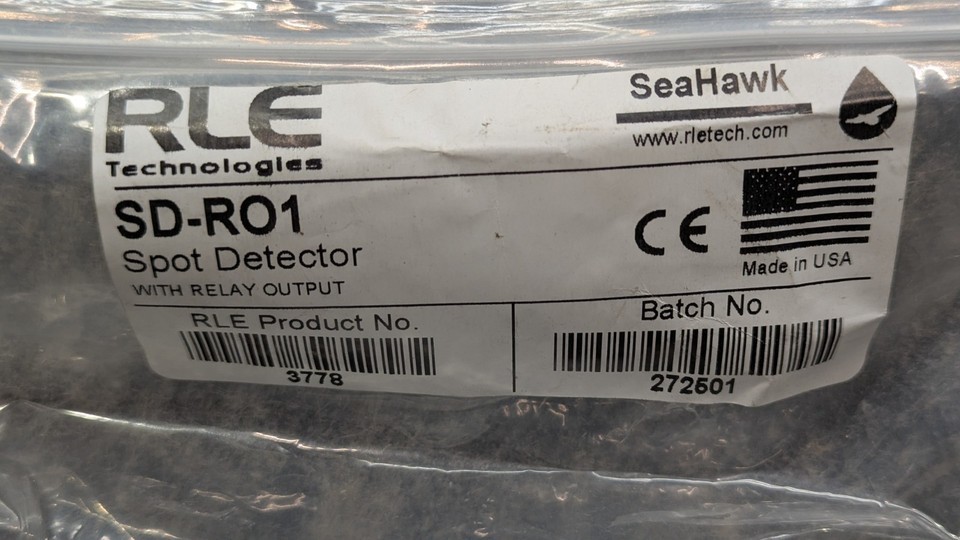 RLE
Technologies
SeaHawk
www.rletech.com
SD-RO1
Spot Detector
WITH RELAY OUTPUT
CE
Made in USA
RLE Product No.
3778
Batch No.
272501